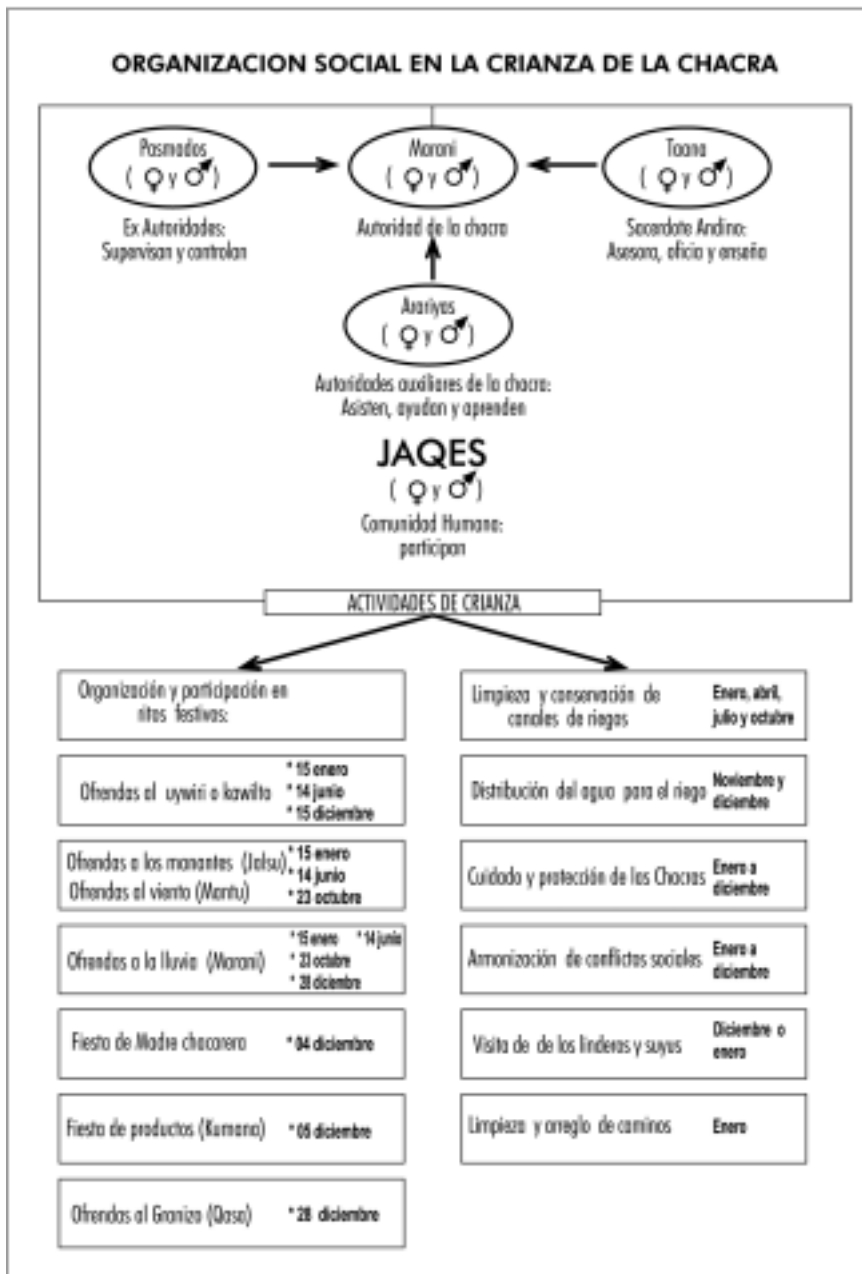 ORGANIZACION SOCIAL EN LA CRIANZA DE LA CHACRA
Pasmados
( ♀ y ♂ )
Ex Autoridades:
Supervisan y controlan
Marani
( ♀ y ♂ )
Autoridad de la chacra
Taana
( ♀ y ♂ )
Sacerdote Andino:
Asesora, oficia y enseña
Arariyas
( ♀ y ♂ )
Autoridades auxiliares de la chacra:
Asisten, ayudan y aprenden
JAQES
( ♀ y ♂ )
Comunidad Humana:
participan
ACTIVIDADES DE CRIANZA
Organización y participación en
ritos festivos:
Ofrendas al uywiri o kawilto
* 15 enero
* 14 junio
* 15 diciembre
Ofrendas a los manantes (Jalsu)
Ofrendas al viento (Mantu)
* 15 enero
* 14 junio
* 23 octubre
Ofrendas a la lluvia (Marani)
* 15 enero * 14 junio
* 23 octubre
* 28 diciembre
Fiesta de Madre chacarera * 04 diciembre
Fiesta de productos (Kumana) * 05 diciembre
Ofrendas al Granizo (Qasa) * 28 diciembre
Limpieza y conservación de
canales de riegos
Enero, abril,
julio y octubre
Distribución del agua para el riego
Noviembre y
diciembre
Cuidado y protección de las Chacras
Enero a
diciembre
Armonización de conflictos sociales
Enero a
diciembre
Visita de de los linderos y suyus
Diciembre o
enero
Limpieza y arreglo de caminos Enero